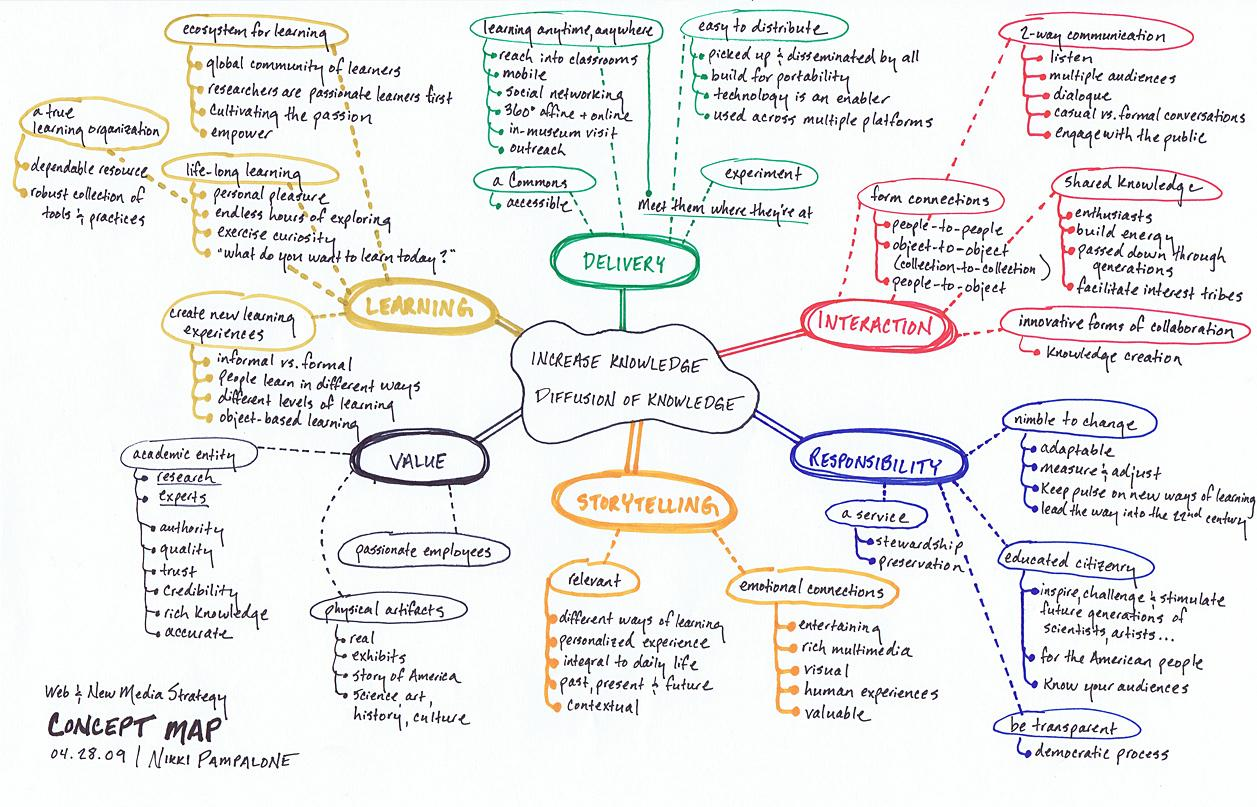 ecosystem for learning
global community of learners
researchers are passionate learners first
cultivating the passion
empower
a true
learning organization
dependable resource
robust collection of
tools & practices
life-long learning
personal pleasure
endless hours of exploring
exercise curiosity
"what do you want to learn today?"
create new learning
experiences
informal vs. formal
people learn in different ways
different levels of learning
object-based learning
LEARNING
learning anytime, anywhere
reach into classrooms
mobile
social networking
360° offine + online
in-museum visit
outreach
a Commons
accessible
easy to distribute
picked up & disseminated by all
build for portability
technology is an enabler
used across multiple platforms
experiment
Meet them where they're at
DELIVERY
2-way communication
listen
multiple audiences
dialogue
casual vs. formal conversations
engage with the public
form connections
people-to-people
object-to-object
(collection-to-collection)
people-to-object
shared knowledge
enthusiasts
build energy
passed down through
generations
facilitate interest tribes
innovative forms of collaboration
knowledge creation
INTERACTION
INCREASE KNOWLEDGE
DIFFUSION OF KNOWLEDGE
VALUE
academic entity
research
experts
authority
quality
trust
credibility
rich knowledge
accurate
passionate employees
physical artifacts
real
exhibits
story of America
science, art,
history, culture
STORYTELLING
relevant
different ways of learning
personalized experience
integral to daily life
past, present & future
contextual
emotional connections
entertaining
rich multimedia
visual
human experiences
valuable
RESPONSIBILITY
a service
stewardship
preservation
nimble to change
adaptable
measure & adjust
keep pulse on new ways of learning
lead the way into the 22nd century
educated citizenry
inspire, challenge & stimulate
future generations of
scientists, artists...
for the American people
know your audiences
be transparent
democratic process
Web & New Media Strategy
CONCEPT MAP
04.28.09 | NIKKI PAMPALONE